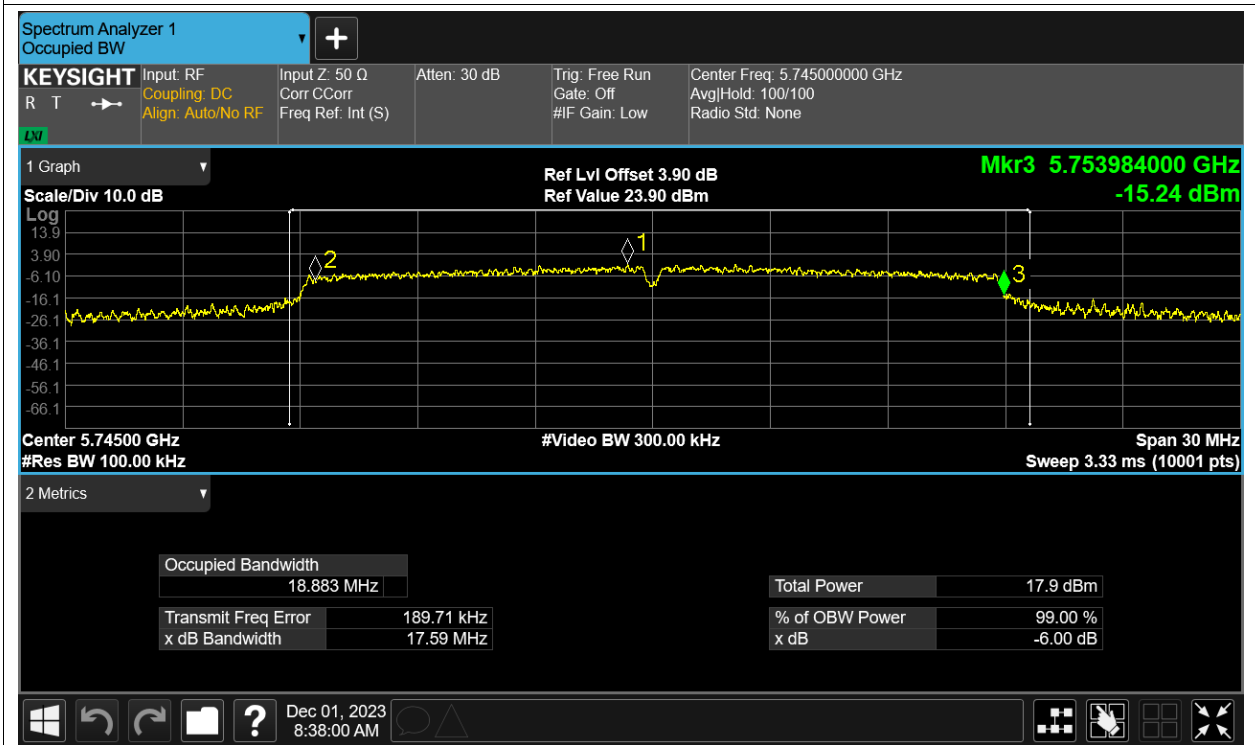 Spectrum Analyzer 1
Occupied BW
KEYSIGHT
R T
LXI
Input: RF
Coupling: DC
Align: Auto/No RF
Input Z: 50 Ω
Corr CCorr
Freq Ref: Int (S)
Atten: 30 dB
Trig: Free Run
Gate: Off
#IF Gain: Low
Center Freq: 5.745000000 GHz
Avg|Hold: 100/100
Radio Std: None
1 Graph
Scale/Div 10.0 dB
Ref Lvl Offset 3.90 dB
Ref Value 23.90 dBm
Mkr3 5.753984000 GHz
-15.24 dBm
Log
13.9
3.90
-6.10
-16.1
-26.1
-36.1
-46.1
-56.1
-66.1
2
1
3
Center 5.74500 GHz
#Video BW 300.00 kHz
Span 30 MHz
#Res BW 100.00 kHz
Sweep 3.33 ms (10001 pts)
2 Metrics
Occupied Bandwidth
18.883 MHz
Transmit Freq Error 189.71 kHz
x dB Bandwidth 17.59 MHz
Total Power 17.9 dBm
% of OBW Power 99.00 %
x dB -6.00 dB
?
Dec 01, 2023
8:38:00 AM